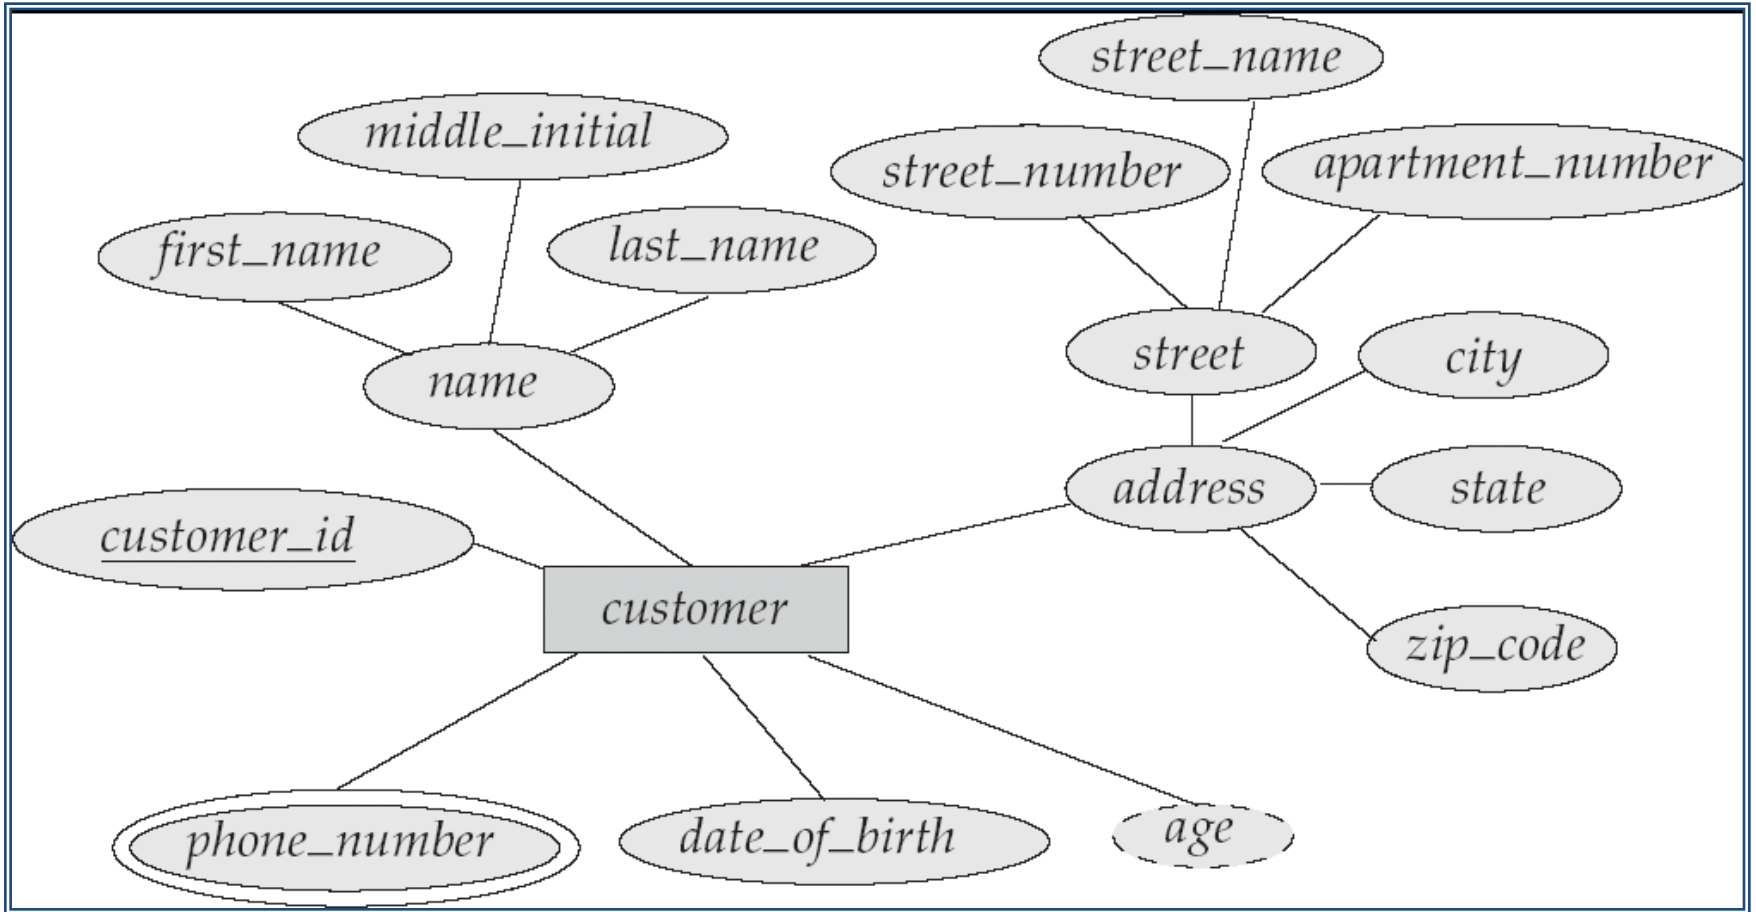 street_name
middle_initial
street_number
apartment_number
first_name
last_name
street
city
name
address
state
customer_id
customer
zip_code
phone_number
date_of_birth
age